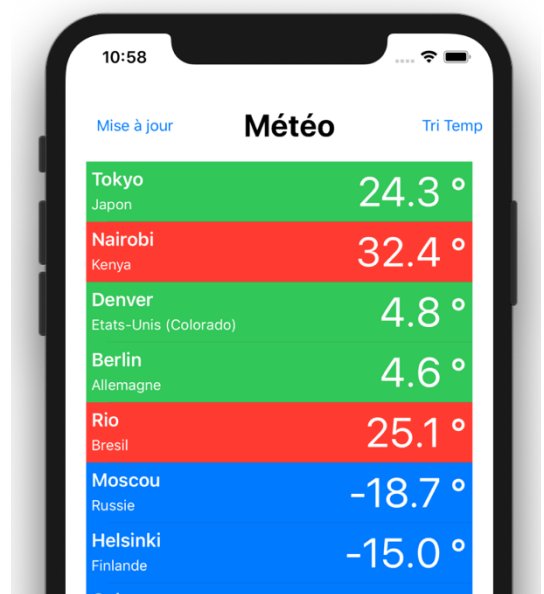 10:58
Mise à jour
Météo
Tri Temp
Tokyo
24.3 °
Japon
Nairobi
32.4 °
Kenya
Denver
4.8 °
Etats-Unis (Colorado)
Berlin
4.6 °
Allemagne
Rio
25.1 °
Bresil
Moscou
-18.7 °
Russie
Helsinki
-15.0 °
Finlande